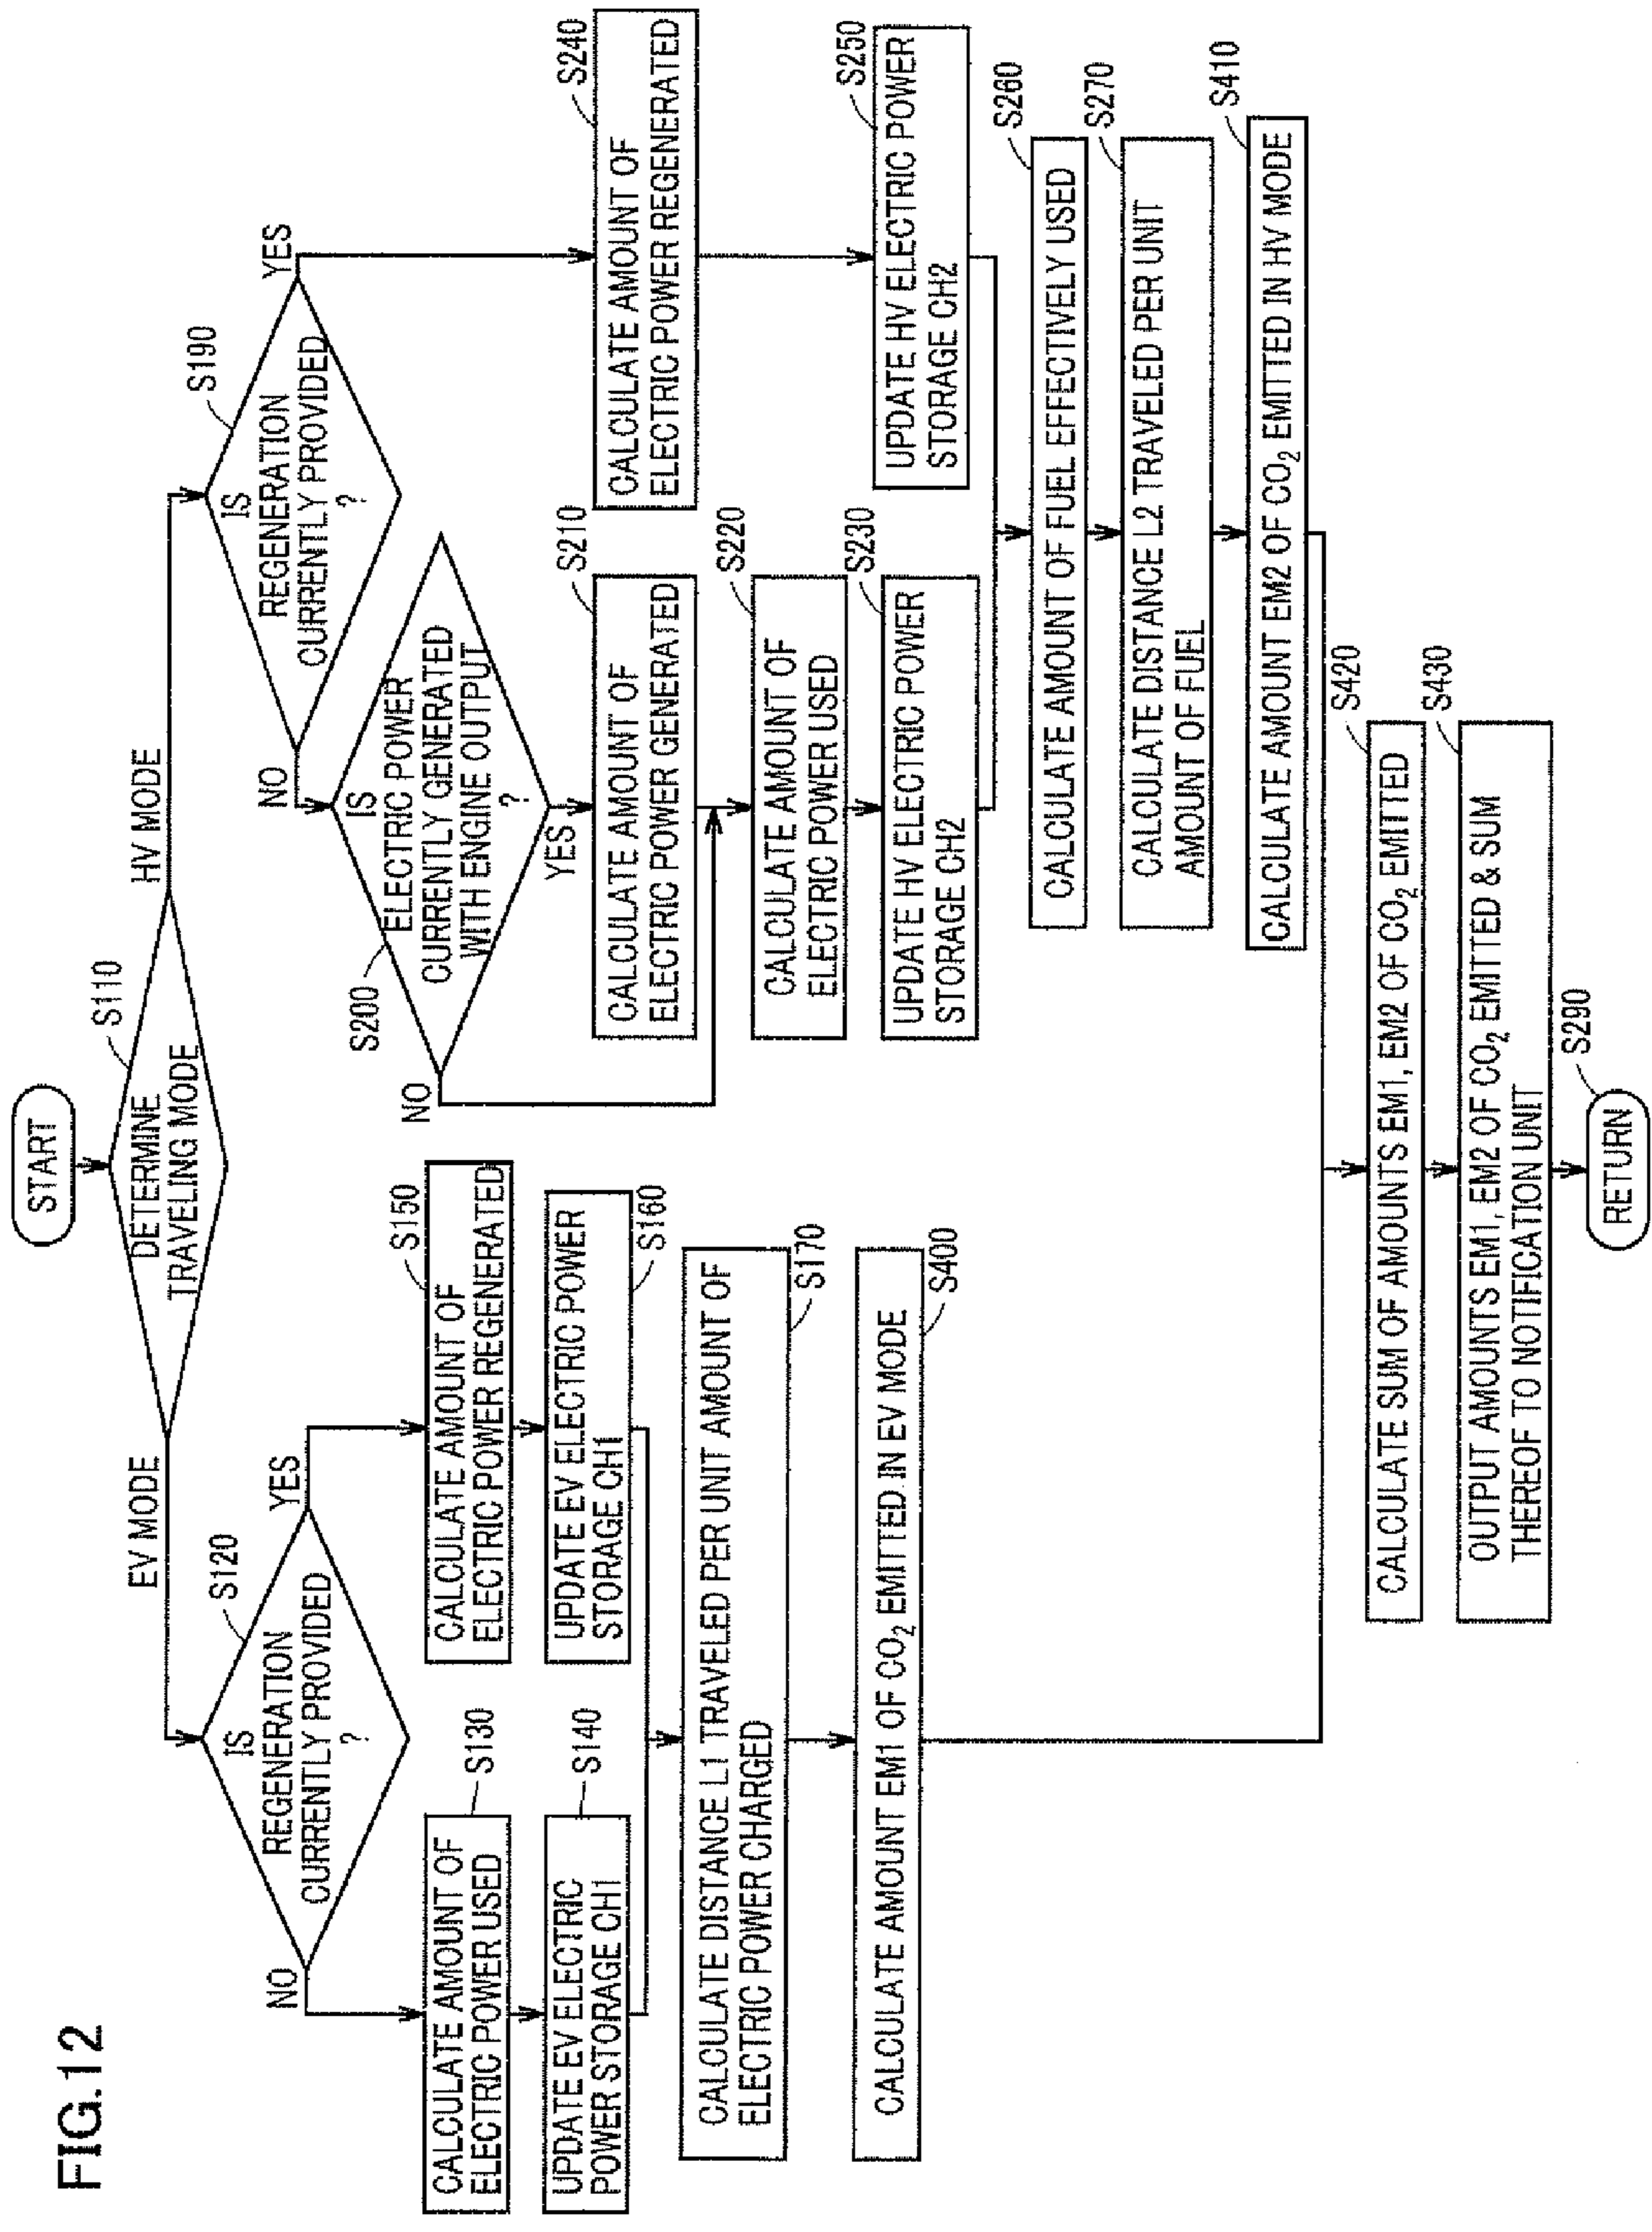 FIG.12
START
S110
DETERMINE
TRAVELING MODE
EV MODE
HV MODE
S120
IS
REGENERATION
CURRENTLY PROVIDED
?
NO
YES
S130
CALCULATE AMOUNT OF
ELECTRIC POWER USED
S140
UPDATE EV ELECTRIC
POWER STORAGE CH1
S150
CALCULATE AMOUNT OF
ELECTRIC POWER REGENERATED
S160
UPDATE EV ELECTRIC POWER
STORAGE CH1
S170
CALCULATE DISTANCE L1 TRAVELED PER UNIT AMOUNT OF
ELECTRIC POWER CHARGED
S400
CALCULATE AMOUNT EM1 OF CO2 EMITTED IN EV MODE
S190
IS
REGENERATION
CURRENTLY PROVIDED
?
NO
YES
S200
IS
ELECTRIC POWER
CURRENTLY GENERATED
WITH ENGINE OUTPUT
?
NO
YES
S210
CALCULATE AMOUNT OF
ELECTRIC POWER GENERATED
S220
CALCULATE AMOUNT OF
ELECTRIC POWER USED
S230
UPDATE HV ELECTRIC POWER
STORAGE CH2
S240
CALCULATE AMOUNT OF
ELECTRIC POWER REGENERATED
S250
UPDATE HV ELECTRIC POWER
STORAGE CH2
S260
CALCULATE AMOUNT OF FUEL EFFECTIVELY USED
S270
CALCULATE DISTANCE L2 TRAVELED PER UNIT
AMOUNT OF FUEL
S410
CALCULATE AMOUNT EM2 OF CO2 EMITTED IN HV MODE
S420
CALCULATE SUM OF AMOUNTS EM1, EM2 OF CO2 EMITTED
S430
OUTPUT AMOUNTS EM1, EM2 OF CO2 EMITTED & SUM
THEREOF TO NOTIFICATION UNIT
S290
RETURN